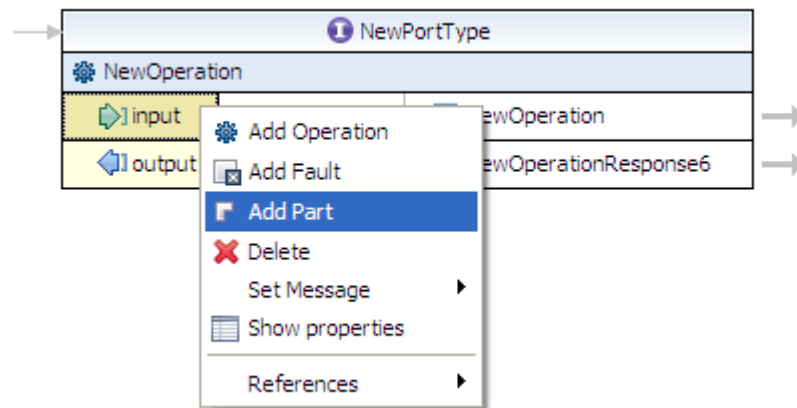 NewPortType
NewOperation
input
ewOperation
output
ewOperationResponse6
Add Operation
Add Fault
Add Part
Delete
Set Message
Show properties
References